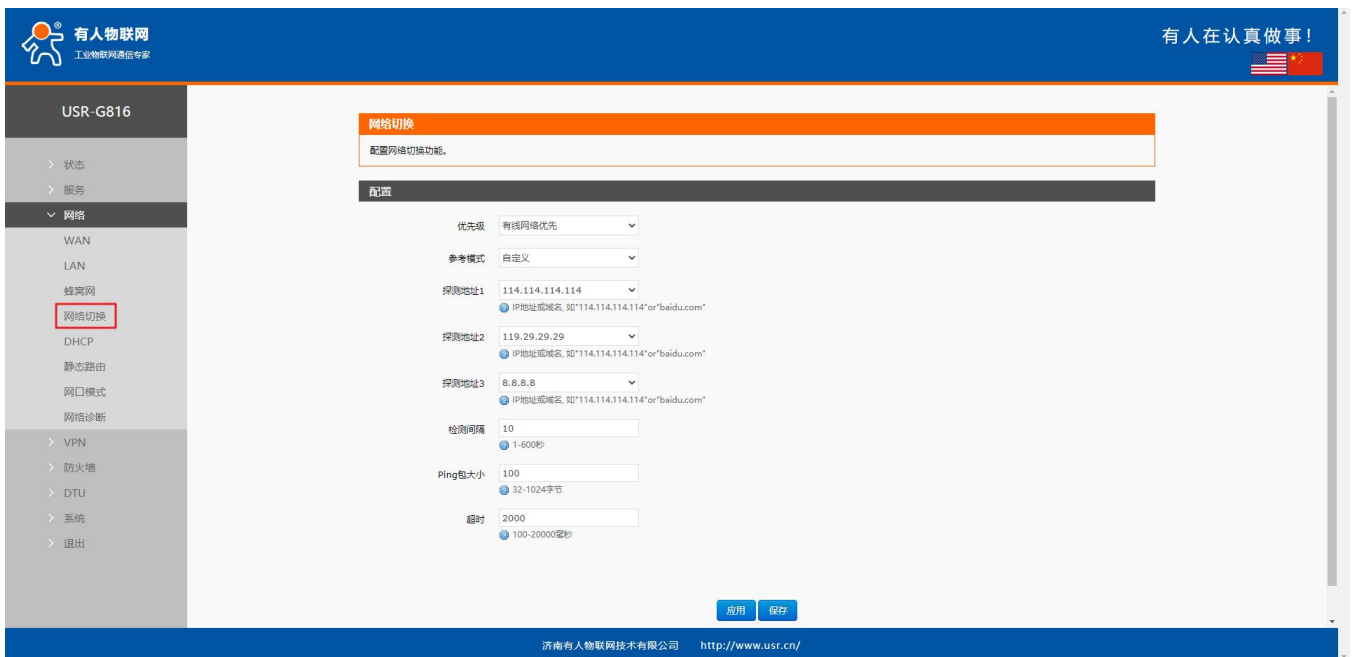 有人物联网
工业物联网通信专家
有人在认真做事!
USR-G816
状态
服务
网络
WAN
LAN
蜂窝网
网络切换
DHCP
静态路由
网口模式
网络诊断
VPN
防火墙
DTU
系统
退出
网络切换
配置网络切换功能。
配置
优先级 有线网络优先
参考模式 自定义
探测地址1 114.114.114.114
IP地址或域名, 如"114.114.114.114"or"baidu.com"
探测地址2 119.29.29.29
IP地址或域名, 如"114.114.114.114"or"baidu.com"
探测地址3 8.8.8.8
IP地址或域名, 如"114.114.114.114"or"baidu.com"
检测间隔 10
1-600秒
Ping包大小 100
32-1024字节
超时 2000
100-20000毫秒
应用 保存
济南有人物联网技术有限公司 http://www.usr.cn/